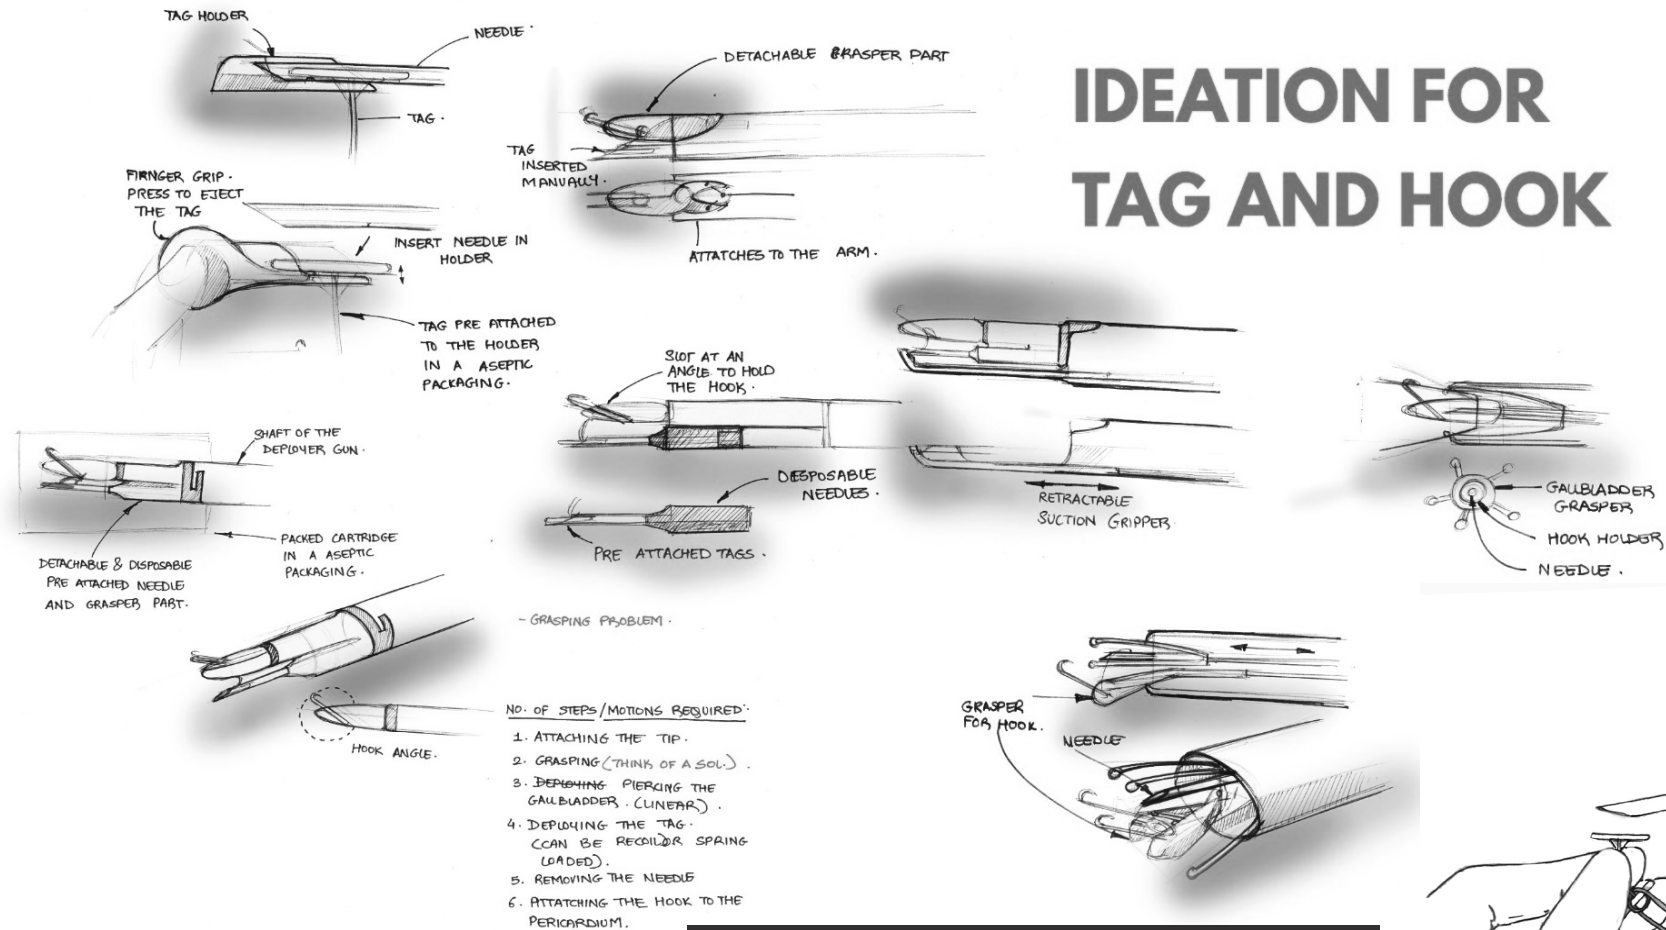 IDEATION FOR
TAG AND HOOK
TAG HOLDER
NEEDLE.
TAG.
FINNGER GRIP.
PRESS TO EJECT
THE TAG
INSERT NEEDLE IN
HOLDER
TAG PRE ATTACHED
TO THE HOLDER
IN A ASEPTIC
PACKAGING.
DETACHABLE GRASPER PART
TAG
INSERTED
MANUALLY.
ATTATCHES TO THE ARM.
SLOT AT AN
ANGLE TO HOLD
THE HOOK.
DISPOSABLE
NEEDLES.
PRE ATTACHED TAGS.
RETRACTABLE
SUCTION GRIPPER
GALLBLADDER
GRASPER
HOOK HOLDER
NEEDLE.
SHAFT OF THE
DEPLOYER GUN.
PACKED CARTRIDGE
IN A ASEPTIC
PACKAGING.
DETACHABLE & DISPOSABLE
PRE ATTACHED NEEDLE
AND GRASPER PART.
HOOK ANGLE.
- GRASPING PROBLEM.
NO. OF STEPS/MOTIONS REQUIRED.
1. ATTACHING THE TIP.
2. GRASPING (THINK OF A SOL.).
3. DEPLOYING PIERCING THE
GALLBLADDER. (LINEAR).
4. DEPLOYING THE TAG.
(CAN BE RECOIL OR SPRING
LOADED).
5. REMOVING THE NEEDLE
6. ATTATCHING THE HOOK TO THE
PERICARDIUM.
GRASPER
FOR HOOK.
NEEDLE